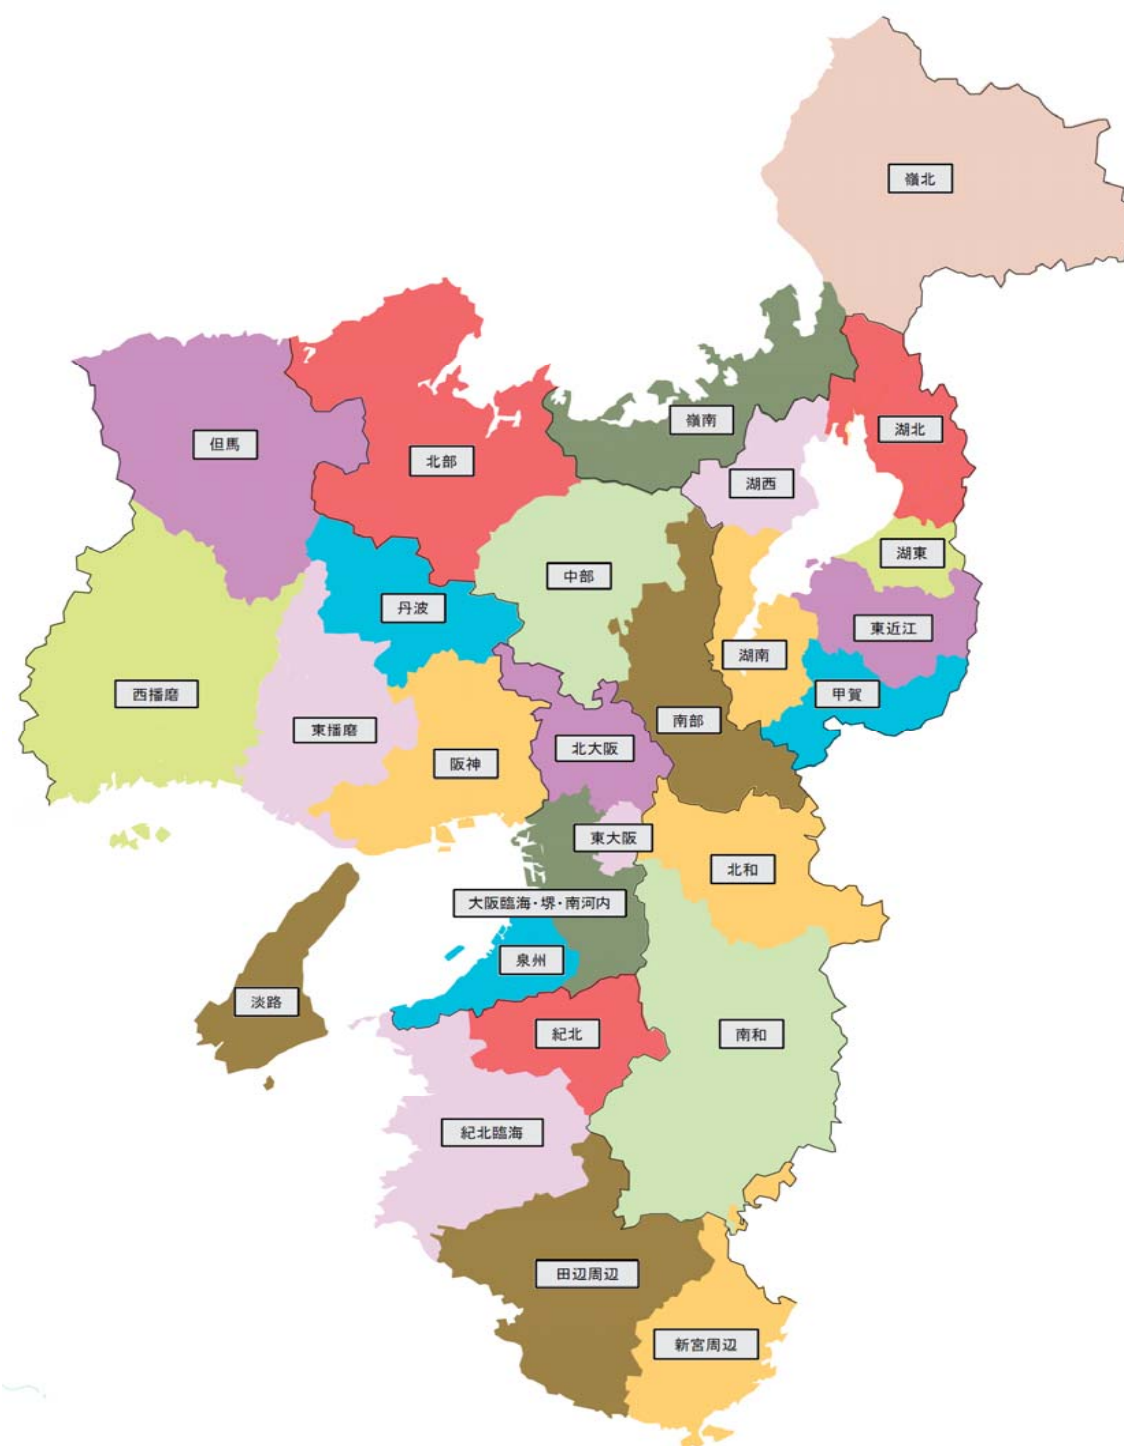 嶺北
嶺南
湖北
但馬
北部
湖西
湖東
中部
丹波
東近江
湖南
西播磨
甲賀
東播磨
南部
北大阪
阪神
東大阪
北和
大阪臨海・堺・南河内
泉州
淡路
紀北
南和
紀北臨海
田辺周辺
新宮周辺